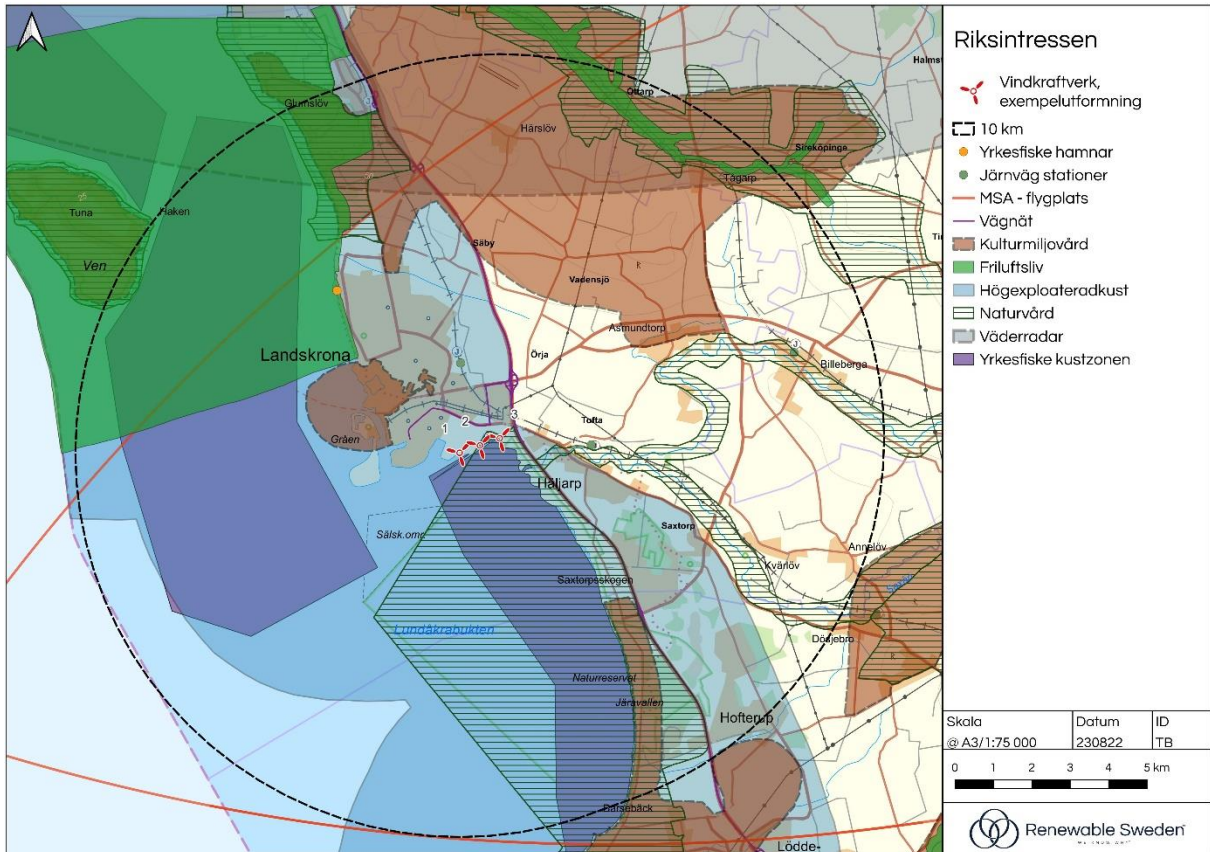 Glumslöv
Ottarp
Halmst
Härslöv
Sireköpinge
Tågarp
Tuna
Haken
Ven
Säby
Vadensjö
Asmundtorp
Landskrona
Örja
Billeberga
Gråen
1
2
3
Tofta
Häljarp
Sälsk.omr
Saxtorp
Annelöv
Saxtorpsskogen
Kvärlöv
Lundåkrabukten
Dösjebro
Naturreservat
Järavallen
Hofterup
Barsebäck
Lödde-
Riksintressen
Vindkraftverk,
exempelutformning
10 km
Yrkesfiske hamnar
Järnväg stationer
MSA - flygplats
Vägnät
Kulturmiljovård
Friluftsliv
Högexploateradkust
Naturvård
Väderradar
Yrkesfiske kustzonen
Skala Datum ID
@ A3/1:75 000 230822 TB
0 1 2 3 4 5 km
Renewable Sweden